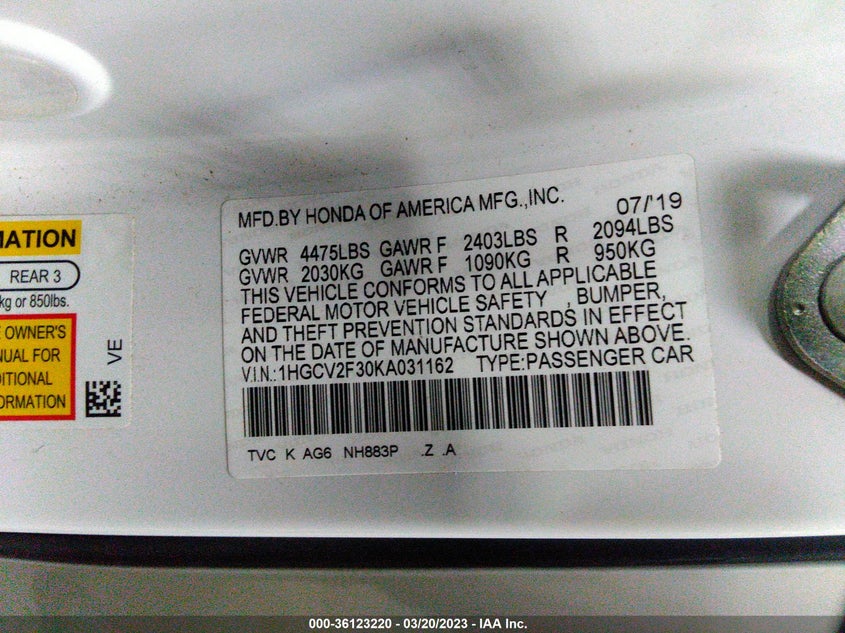 MATION
REAR 3
kg or 850lbs.
OWNER'S
FOR
VE
MFD.BY HONDA OF AMERICA MFG.,INC. 07/'19
GVWR 4475LBS GAWR F 2403LBS R 2094LBS
GVWR 2030KG GAWR F 1090KG R 950KG
THIS VEHICLE CONFORMS TO ALL APPLICABLE
FEDERAL MOTOR VEHICLE SAFETY , BUMPER,
AND THEFT PREVENTION STANDARDS IN EFFECT
ON THE DATE OF MANUFACTURE SHOWN ABOVE.
V.I.N.:1HGCV2F30KA031162 TYPE:PASSENGER CAR
TVC K AG6 NH883P .Z .A
000-36123220 - 03/20/2023 - IAA Inc.